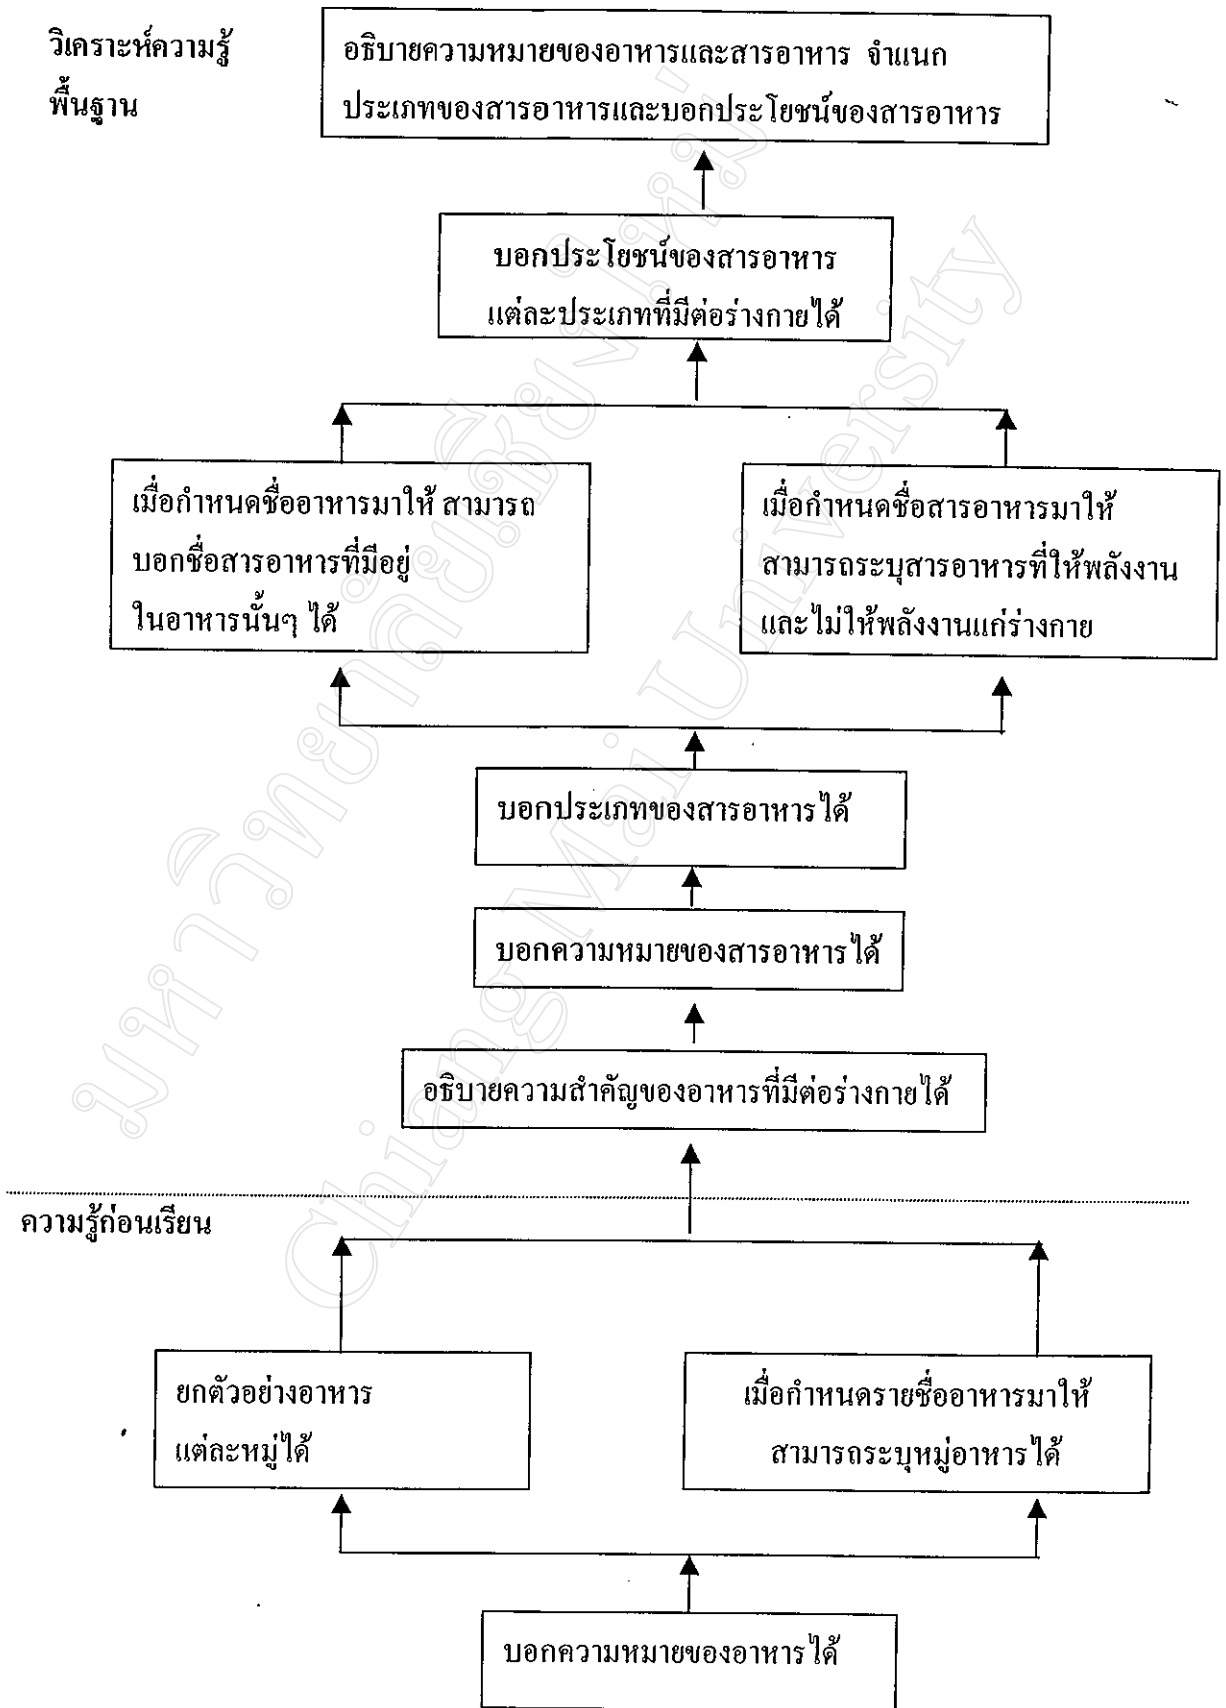 วิเคราะห์ความรู้
พื้นฐาน
อธิบายความหมายของอาหารและสารอาหาร จำแนก
ประเภทของสารอาหารและบอกประโยชน์ของสารอาหาร
บอกประโยชน์ของสารอาหาร
แต่ละประเภทที่มีต่อร่างกายได้
เมื่อกำหนดชื่ออาหารมาให้ สามารถ
บอกชื่อสารอาหารที่มีอยู่
ในอาหารนั้นๆ ได้
เมื่อกำหนดชื่อสารอาหารมาให้
สามารถระบุสารอาหารที่ให้พลังงาน
และไม่ให้พลังงานแก่ร่างกาย
บอกประเภทของสารอาหารได้
บอกความหมายของสารอาหารได้
อธิบายความสำคัญของอาหารที่มีต่อร่างกายได้
ความรู้ก่อนเรียน
ยกตัวอย่างอาหาร
แต่ละหมู่ได้
เมื่อกำหนดรายชื่ออาหารมาให้
สามารถระบุหมู่อาหารได้
บอกความหมายของอาหารได้
มหาวิทยาลัยเชียงใหม่
Chiang Mai University